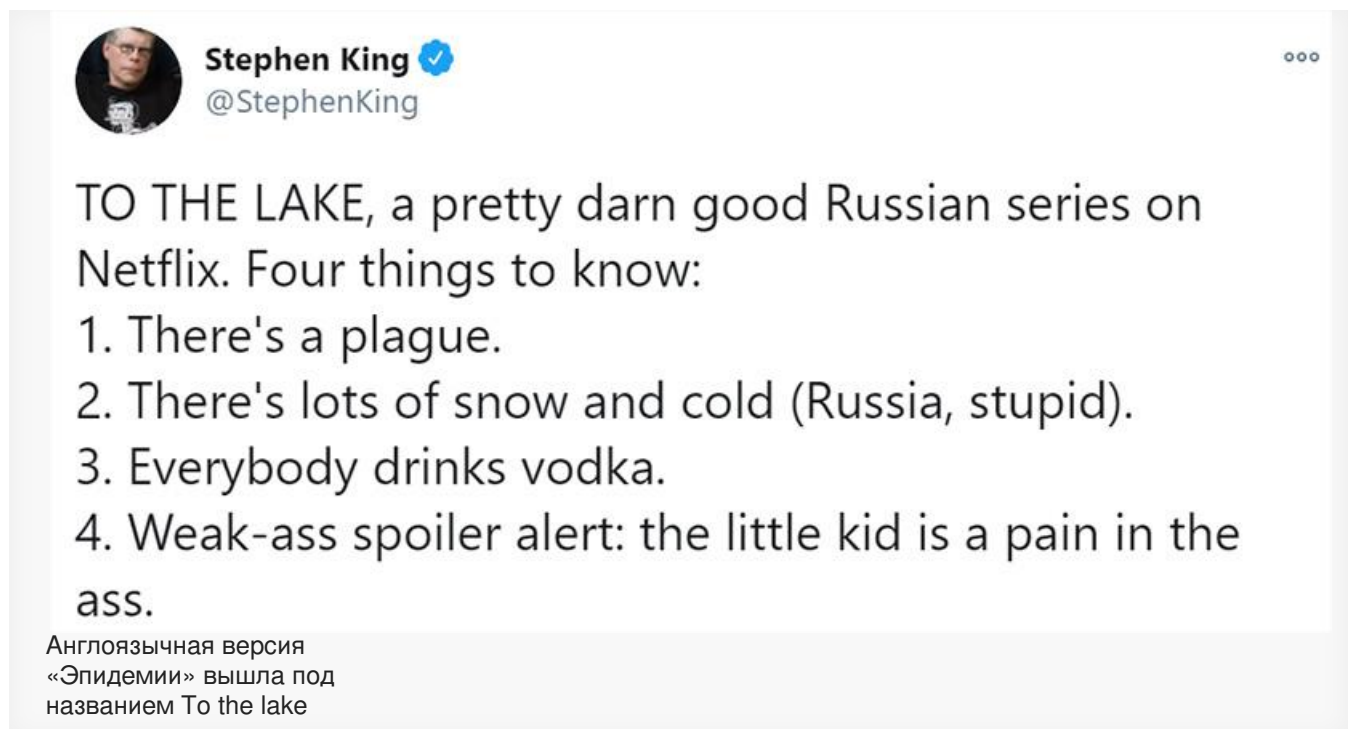 Stephen King
@StephenKing
TO THE LAKE, a pretty darn good Russian series on
Netflix. Four things to know:
1. There's a plague.
2. There's lots of snow and cold (Russia, stupid).
3. Everybody drinks vodka.
4. Weak-ass spoiler alert: the little kid is a pain in the
ass.
Англоязычная версия
«Эпидемии» вышла под
названием To the lake